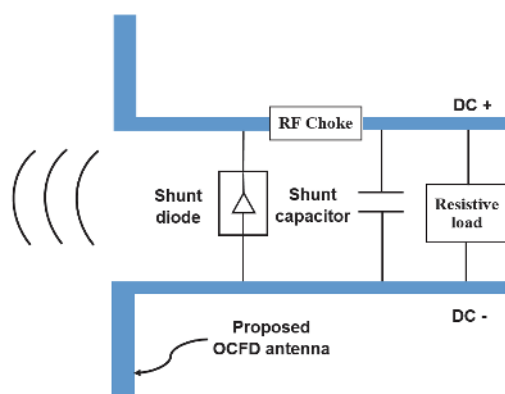 DC +
RF Choke
Shunt
diode
Shunt
capacitor
Resistive
load
DC -
Proposed
OCFD antenna